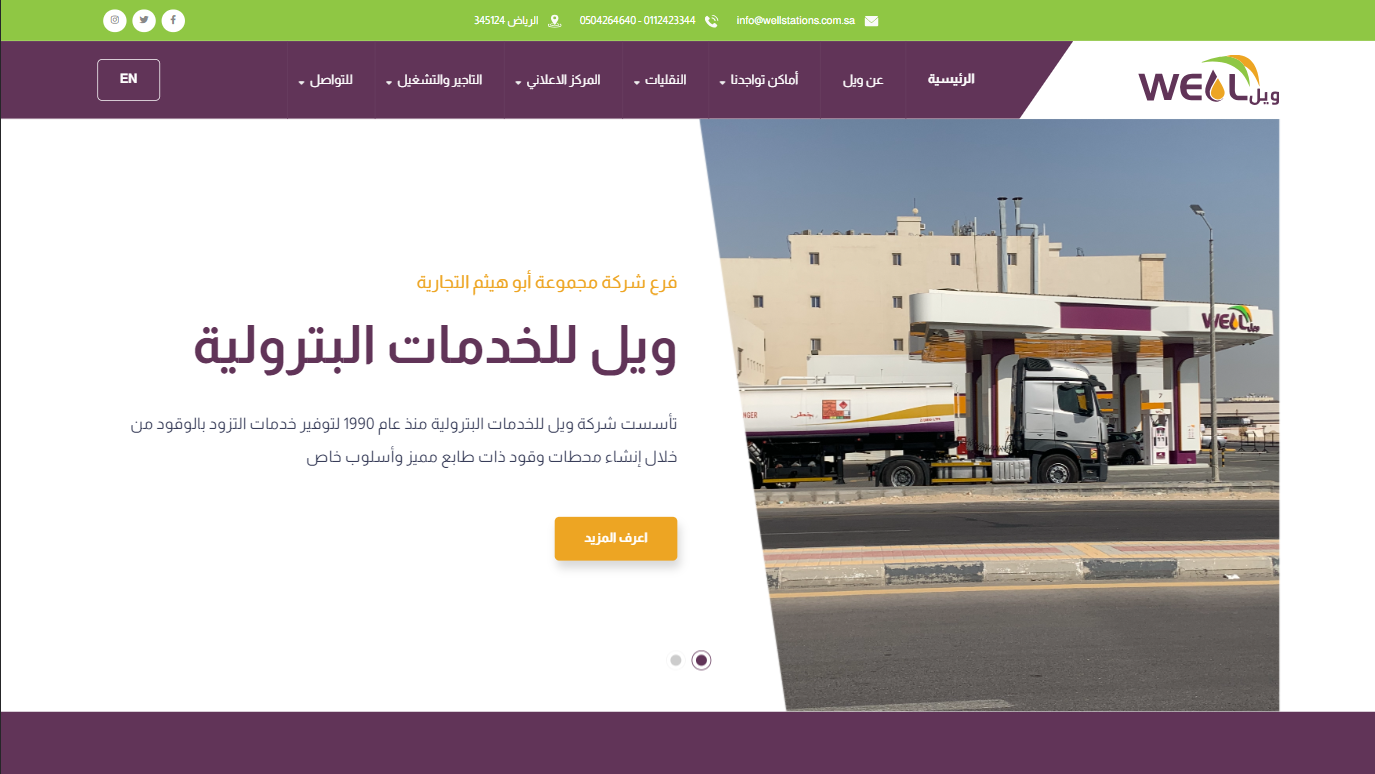 info@wellstations.com.sa
0504264640 - 0112423344
الرياض 345124
WELL ويل
الرئيسية
عن ويل
أماكن تواجدنا
النقليات
المركز الاعلاني
التاجير والتشغيل
للتواصل
EN
فرع شركة مجموعة أبو هيثم التجارية
ويل للخدمات البترولية
تأسست شركة ويل للخدمات البترولية منذ عام 1990 لتوفير خدمات التزود بالوقود من
خلال إنشاء محطات وقود ذات طابع مميز وأسلوب خاص
اعرف المزيد
WELL ويل
7